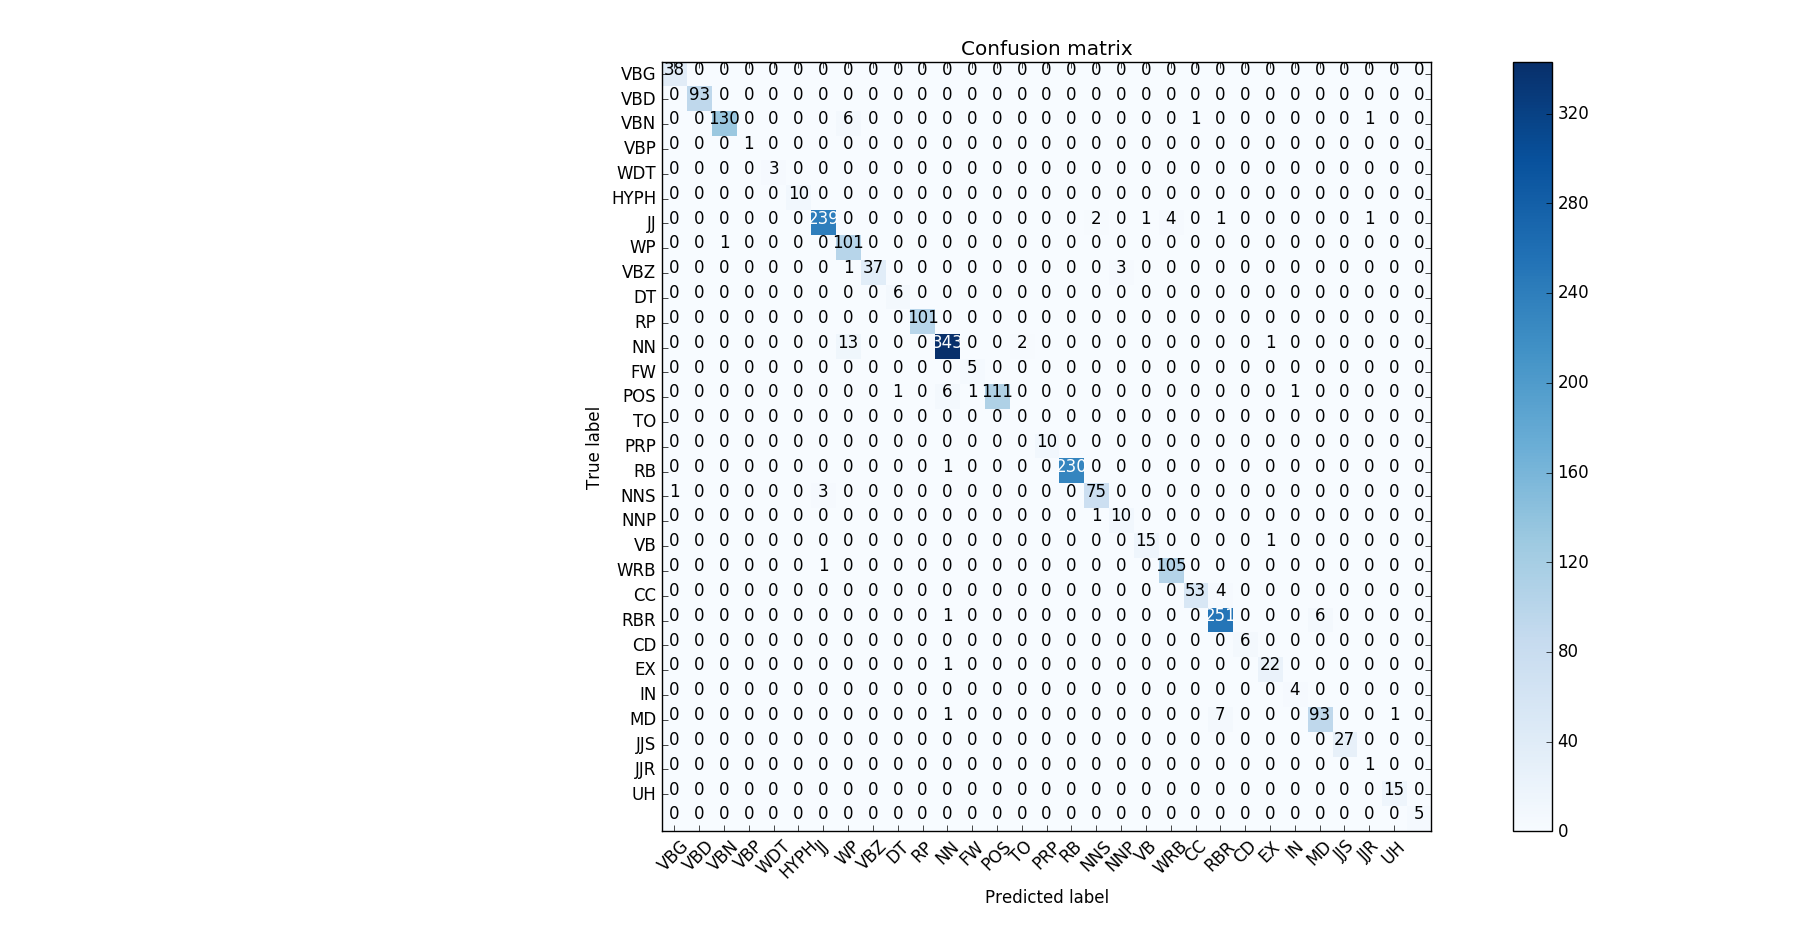 Confusion matrix
VBG 38 0 0 0 0 0 0 0 0 0 0 0 0 0 0 0 0 0 0 0 0 0 0 0 0 0 0 0 0 0 0
VBD 0 93 0 0 0 0 0 0 0 0 0 0 0 0 0 0 0 0 0 0 0 0 0 0 0 0 0 0 0 0 0
VBN 0 0 130 0 0 0 0 6 0 0 0 0 0 0 0 0 0 0 0 0 0 1 0 0 0 0 0 0 1 0 0
VBP 0 0 0 1 0 0 0 0 0 0 0 0 0 0 0 0 0 0 0 0 0 0 0 0 0 0 0 0 0 0 0
WDT 0 0 0 0 3 0 0 0 0 0 0 0 0 0 0 0 0 0 0 0 0 0 0 0 0 0 0 0 0 0 0
HYPH 0 0 0 0 0 10 0 0 0 0 0 0 0 0 0 0 0 0 0 0 0 0 0 0 0 0 0 0 0 0 0
JJ 0 0 0 0 0 0 239 0 0 0 0 0 0 0 0 0 0 2 0 1 4 0 1 0 0 0 0 0 1 0 0
WP 0 0 1 0 0 0 0 101 0 0 0 0 0 0 0 0 0 0 0 0 0 0 0 0 0 0 0 0 0 0 0
VBZ 0 0 0 0 0 0 0 1 37 0 0 0 0 0 0 0 0 0 3 0 0 0 0 0 0 0 0 0 0 0 0
DT 0 0 0 0 0 0 0 0 0 6 0 0 0 0 0 0 0 0 0 0 0 0 0 0 0 0 0 0 0 0 0
RP 0 0 0 0 0 0 0 0 0 0 101 0 0 0 0 0 0 0 0 0 0 0 0 0 0 0 0 0 0 0 0
NN 0 0 0 0 0 0 0 13 0 0 0 343 0 0 2 0 0 0 0 0 0 0 0 0 1 0 0 0 0 0 0
FW 0 0 0 0 0 0 0 0 0 0 0 0 5 0 0 0 0 0 0 0 0 0 0 0 0 0 0 0 0 0 0
POS 0 0 0 0 0 0 0 0 0 1 0 6 1 111 0 0 0 0 0 0 0 0 0 0 0 1 0 0 0 0 0
TO 0 0 0 0 0 0 0 0 0 0 0 0 0 0 0 0 0 0 0 0 0 0 0 0 0 0 0 0 0 0 0
PRP 0 0 0 0 0 0 0 0 0 0 0 0 0 0 0 10 0 0 0 0 0 0 0 0 0 0 0 0 0 0 0
RB 0 0 0 0 0 0 0 0 0 0 0 1 0 0 0 0 230 0 0 0 0 0 0 0 0 0 0 0 0 0 0
NNS 1 0 0 0 0 0 3 0 0 0 0 0 0 0 0 0 0 75 0 0 0 0 0 0 0 0 0 0 0 0 0
NNP 0 0 0 0 0 0 0 0 0 0 0 0 0 0 0 0 0 1 10 0 0 0 0 0 0 0 0 0 0 0 0
VB 0 0 0 0 0 0 0 0 0 0 0 0 0 0 0 0 0 0 0 15 0 0 0 0 1 0 0 0 0 0 0
WRB 0 0 0 0 0 0 1 0 0 0 0 0 0 0 0 0 0 0 0 0 105 0 0 0 0 0 0 0 0 0 0
CC 0 0 0 0 0 0 0 0 0 0 0 0 0 0 0 0 0 0 0 0 0 53 4 0 0 0 0 0 0 0 0
RBR 0 0 0 0 0 0 0 0 0 0 0 1 0 0 0 0 0 0 0 0 0 0 251 0 0 0 6 0 0 0 0
CD 0 0 0 0 0 0 0 0 0 0 0 0 0 0 0 0 0 0 0 0 0 0 0 6 0 0 0 0 0 0 0
EX 0 0 0 0 0 0 0 0 0 0 0 1 0 0 0 0 0 0 0 0 0 0 0 0 22 0 0 0 0 0 0
IN 0 0 0 0 0 0 0 0 0 0 0 0 0 0 0 0 0 0 0 0 0 0 0 0 0 4 0 0 0 0 0
MD 0 0 0 0 0 0 0 0 0 0 0 1 0 0 0 0 0 0 0 0 0 0 7 0 0 0 93 0 0 1 0
JJS 0 0 0 0 0 0 0 0 0 0 0 0 0 0 0 0 0 0 0 0 0 0 0 0 0 0 0 27 0 0 0
JJR 0 0 0 0 0 0 0 0 0 0 0 0 0 0 0 0 0 0 0 0 0 0 0 0 0 0 0 0 1 0 0
UH 0 0 0 0 0 0 0 0 0 0 0 0 0 0 0 0 0 0 0 0 0 0 0 0 0 0 0 0 0 15 0
0 0 0 0 0 0 0 0 0 0 0 0 0 0 0 0 0 0 0 0 0 0 0 0 0 0 0 0 0 0 5
VBG VBD VBN VBP WDT HYPH JJ WP VBZ DT RP NN FW POS TO PRP RB NNS NNP VB WRB CC RBR CD EX IN MD JJS JJR UH
Predicted label
True label
320
280
240
200
160
120
80
40
0